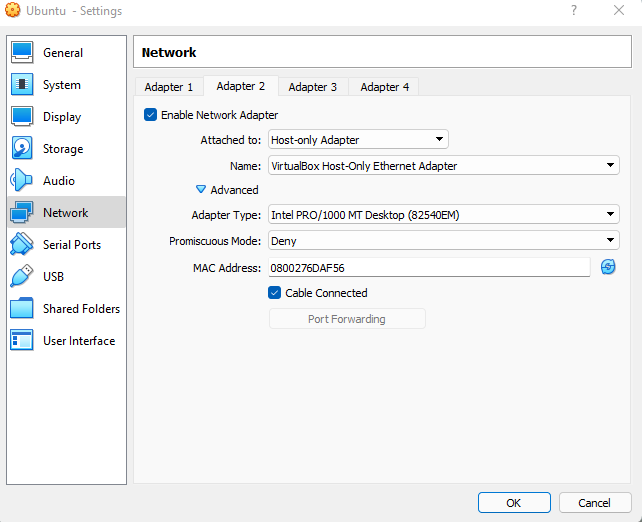 Ubuntu - Settings
?
General
System
Display
Storage
Audio
Network
Serial Ports
USB
Shared Folders
User Interface
Network
Adapter 1 Adapter 2 Adapter 3 Adapter 4
Enable Network Adapter
Attached to: Host-only Adapter
Name: VirtualBox Host-Only Ethernet Adapter
Advanced
Adapter Type: Intel PRO/1000 MT Desktop (82540EM)
Promiscuous Mode: Deny
MAC Address: 0800276DAF56
Cable Connected
Port Forwarding
OK Cancel